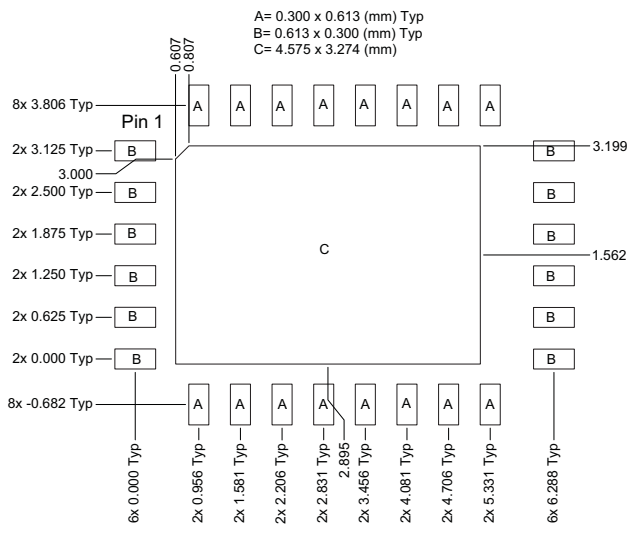 A= 0.300 x 0.613 (mm) Typ
B= 0.613 x 0.300 (mm) Typ
C= 4.575 x 3.274 (mm)
0.607
0.807
8x 3.806 Typ A A A A A A A A
Pin 1
2x 3.125 Typ B B 3.199
3.000
2x 2.500 Typ B B
2x 1.875 Typ B B
C
1.562
2x 1.250 Typ B B
2x 0.625 Typ B B
2x 0.000 Typ B B
8x -0.682 Typ A A A A A A A A
6x 0.000 Typ
2x 0.956 Typ
2x 1.581 Typ
2x 2.206 Typ
2x 2.831 Typ
2.895
2x 3.456 Typ
2x 4.081 Typ
2x 4.706 Typ
2x 5.331 Typ
6x 6.288 Typ